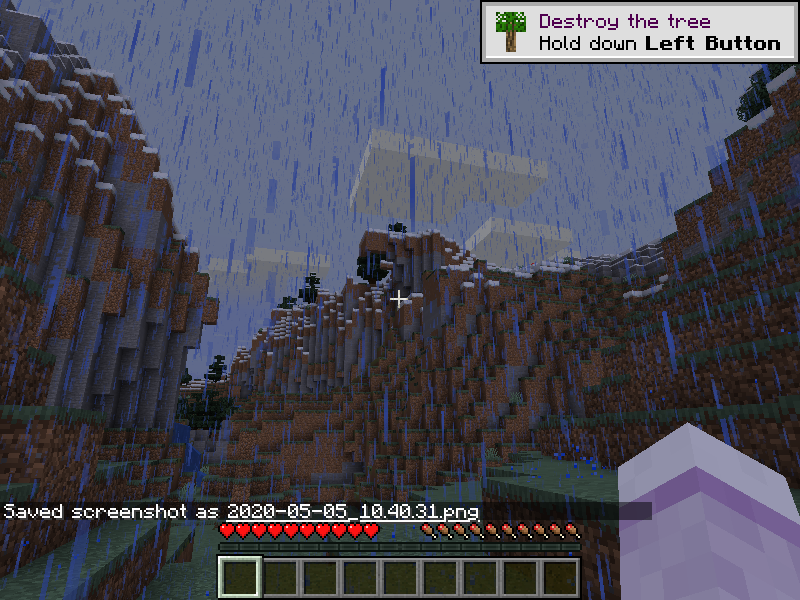 Destroy the tree
Hold down Left Button
Saved screenshot as 2020-05-05_10.40.31.png